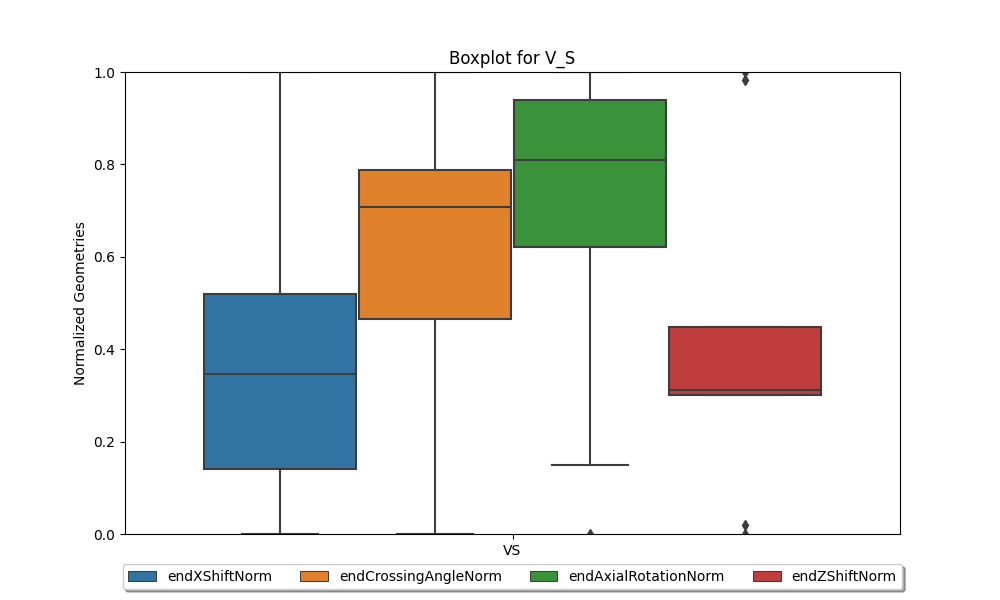 Boxplot for V_S
1.0
0.8
0.6
0.4
0.2
0.0
Normalized Geometries
VS
endXShiftNorm endCrossingAngleNorm endAxialRotationNorm endZShiftNorm